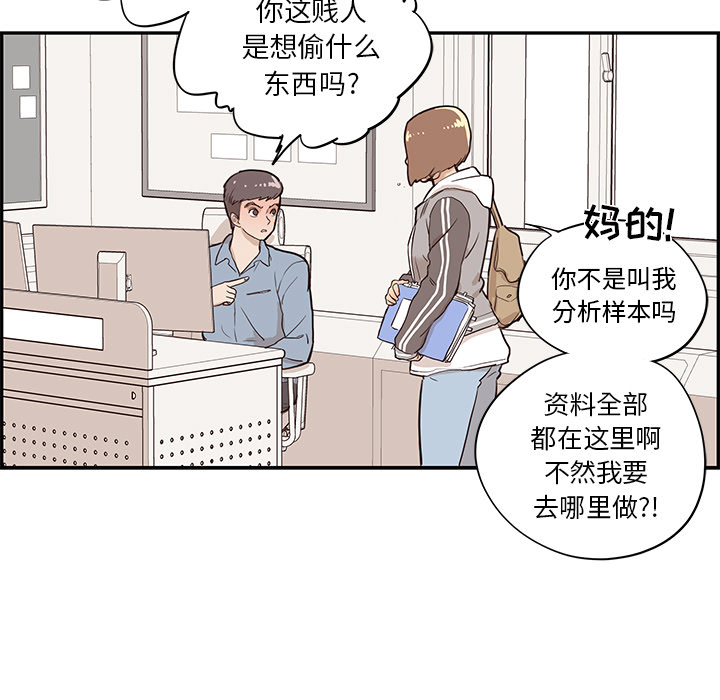 你这贱人
是想偷什么
东西吗?
妈的!
你不是叫我
分析样本吗
资料全部
都在这里啊
不然我要
去哪里做?!